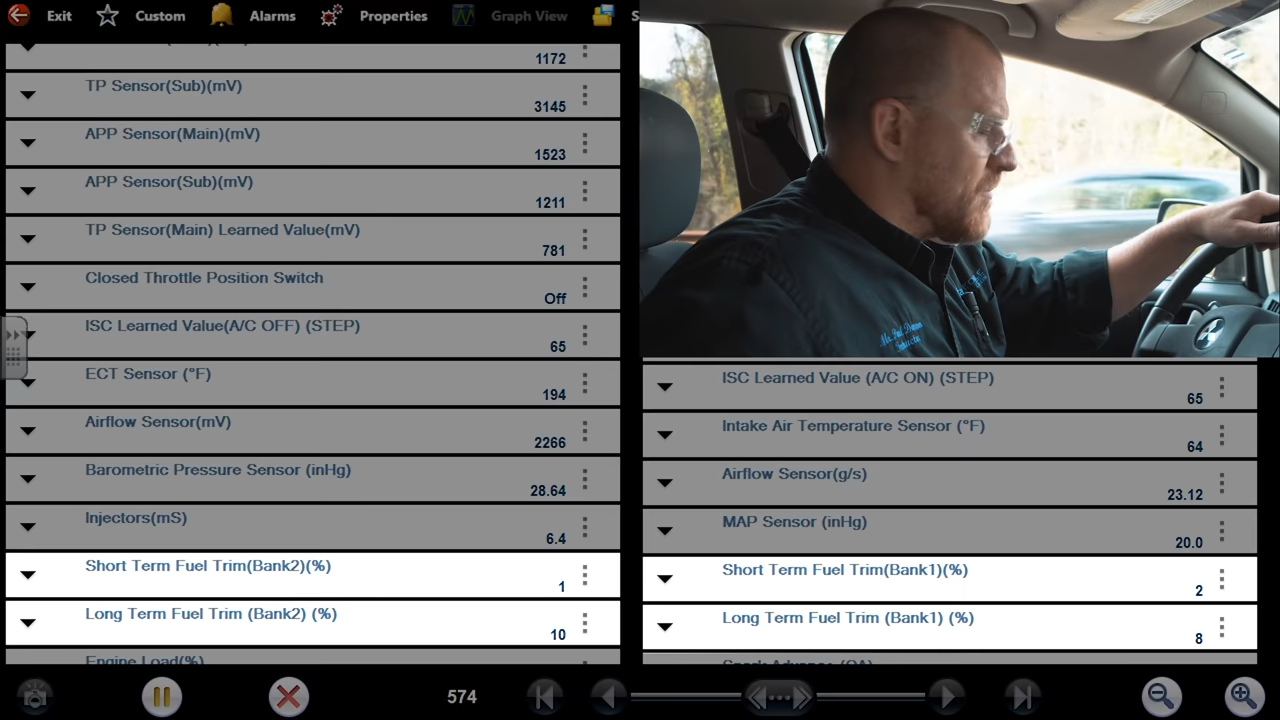 Exit
Custom
Alarms
Properties
Graph View
S
1172
TP Sensor(Sub)(mV)
3145
APP Sensor(Main)(mV)
1523
APP Sensor(Sub)(mV)
1211
TP Sensor(Main) Learned Value(mV)
781
Closed Throttle Position Switch
Off
ISC Learned Value(A/C OFF) (STEP)
65
ECT Sensor (°F)
194
Airflow Sensor(mV)
2266
Barometric Pressure Sensor (inHg)
28.64
Injectors(mS)
6.4
Short Term Fuel Trim(Bank2)(%)
1
Long Term Fuel Trim (Bank2) (%)
10
Engine Load(%)
ISC Learned Value (A/C ON) (STEP)
65
Intake Air Temperature Sensor (°F)
64
Airflow Sensor(g/s)
23.12
MAP Sensor (inHg)
20.0
Short Term Fuel Trim(Bank1)(%)
2
Long Term Fuel Trim (Bank1) (%)
8
574